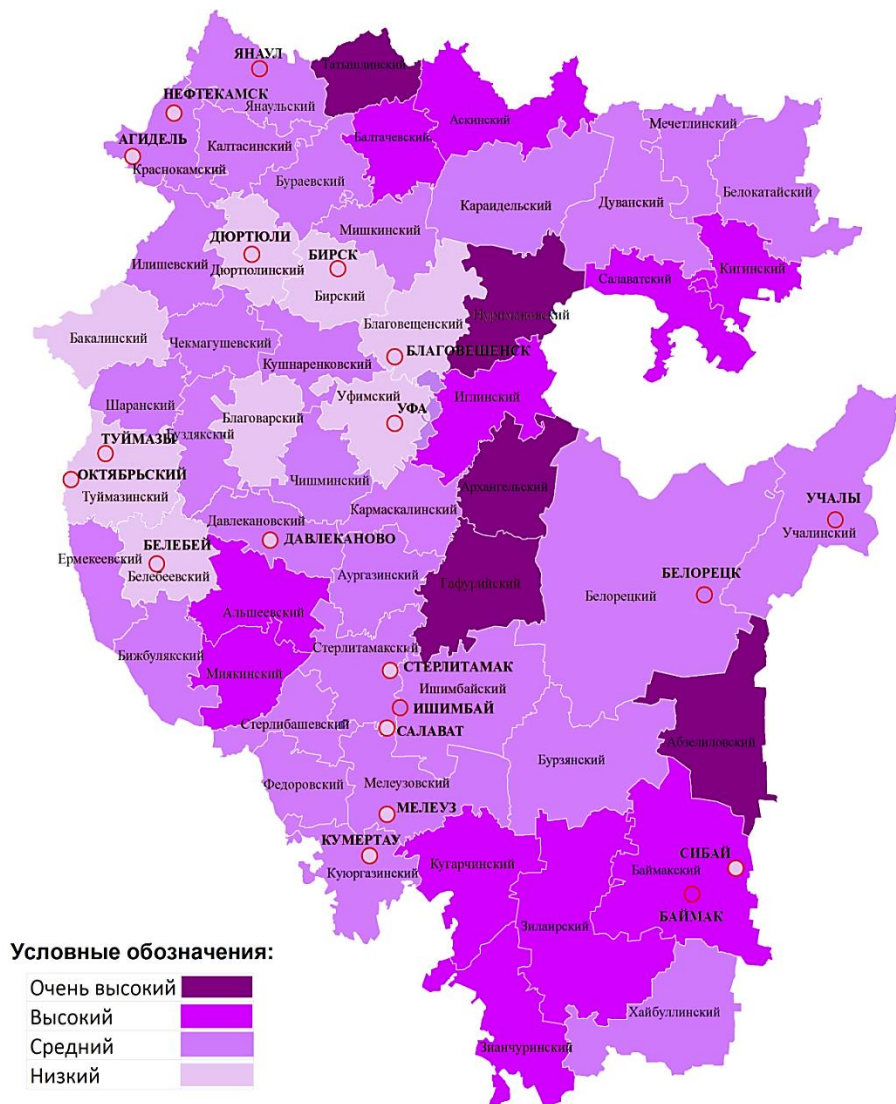 ЯНАУЛ
Татышлинский
НЕФТЕКАМСК
Янаульский
Аскинский
АГИДЕЛЬ
Калтасинский
Балтачевский
Мечетлинский
Краснокамский
Бураевский
Белокатайский
Караидельский
Дуванский
Мишкинский
ДЮРТЮЛИ
БИРСК
Илишевский
Дюртюлинский
Кигинский
Салаватский
Бирский
Нуримановский
Благовещенский
Бакалинский
Чекмагушевский
Кушнаренковский
БЛАГОВЕШЕНСК
Шаранский
Благоварский
Уфимский
Иглинский
УФА
Буздякский
ТУЙМАЗЫ
ОКТЯБРЬСКИЙ
Чишминский
Архангельский
Туймазинский
УЧАЛЫ
Кармаскалинский
Давлекановский
Учалинский
БЕЛЕБЕЙ
ДАВЛЕКАНОВО
Ермекеевский
Белебеевский
Аургазинский
БЕЛОРЕЦК
Гафурийский
Белорецкий
Альшеевский
Стерлитамакский
Бижбулякский
СТЕРЛИТАМАК
Миякинский
Ишимбайский
ИШИМБАЙ
Стерлибашевский
САЛАВАТ
Абзелиловский
Бурзянский
Федоровский
Мелеузовский
МЕЛЕУЗ
КУМЕРТАУ
Куюргазинский
Кугарчинский
СИБАЙ
Баймакский
БАЙМАК
Зилаирский
Хайбуллинский
Зианчуринский
Условные обозначения:
Очень высокий
Высокий
Средний
Низкий